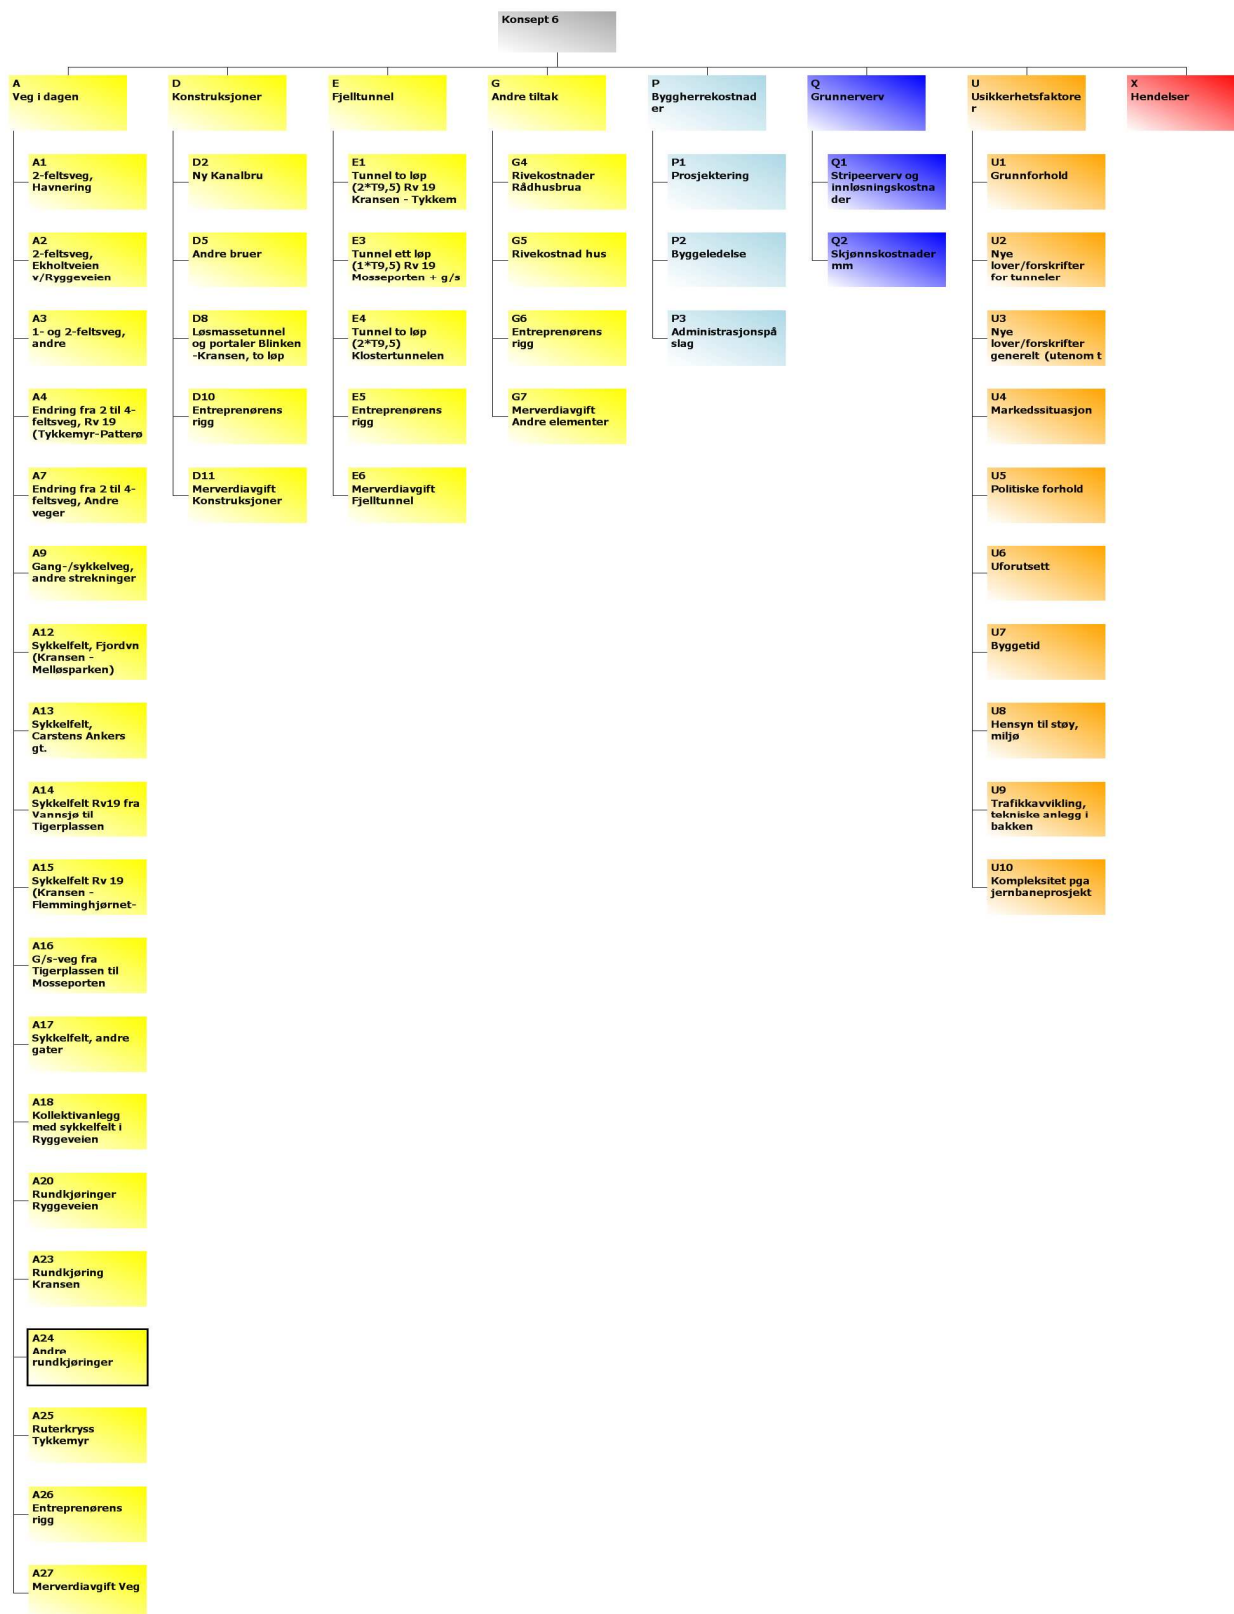 Konsept 6
A
Veg i dagen
D
Konstruksjoner
E
Fjelltunnel
G
Andre tiltak
P
Byggherrekostnad
er
Q
Grunnerverv
U
Usikkerhetsfaktore
r
X
Hendelser
A1
2-feltsveg,
Havnering
A2
2-feltsveg,
Ekholtveien
v/Ryggeveien
A3
1- og 2-feltsveg,
andre
A4
Endring fra 2 til 4-
feltsveg, Rv 19
(Tykkemyr-Patterø
A7
Endring fra 2 til 4-
feltsveg, Andre
veger
A9
Gang-/sykkelveg,
andre strekninger
A12
Sykkelfelt, Fjordvn
(Kransen -
Melløsparken)
A13
Sykkelfelt,
Carstens Ankers
gt.
A14
Sykkelfelt Rv19 fra
Vannsjø til
Tigerplassen
A15
Sykkelfelt Rv 19
(Kransen -
Flemminghjørnet-
A16
G/s-veg fra
Tigerplassen til
Mosseporten
A17
Sykkelfelt, andre
gater
A18
Kollektivanlegg
med sykkelfelt i
Ryggeveien
A20
Rundkjøringer
Ryggeveien
A23
Rundkjøring
Kransen
A24
Andre
rundkjøringer
A25
Ruterkryss
Tykkemyr
A26
Entreprenørens
rigg
A27
Merverdiavgift Veg
D2
Ny Kanalbru
D5
Andre bruer
D8
Løsmassetunnel
og portaler Blinken
-Kransen, to løp
D10
Entreprenørens
rigg
D11
Merverdiavgift
Konstruksjoner
E1
Tunnel to løp
(2*T9,5) Rv 19
Kransen - Tykkem
E3
Tunnel ett løp
(1*T9,5) Rv 19
Mosseporten + g/s
E4
Tunnel to løp
(2*T9,5)
Klostertunnelen
E5
Entreprenørens
rigg
E6
Merverdiavgift
Fjelltunnel
G4
Rivekostnader
Rådhusbrua
G5
Rivekostnad hus
G6
Entreprenørens
rigg
G7
Merverdiavgift
Andre elementer
P1
Prosjektering
P2
Byggeledelse
P3
Administrasjonspå
slag
Q1
Stripeerverv og
innløsningskostna
der
Q2
Skjønnskostnader
mm
U1
Grunnforhold
U2
Nye
lover/forskrifter
for tunneler
U3
Nye
lover/forskrifter
generelt (utenom t
U4
Markedssituasjon
U5
Politiske forhold
U6
Uforutsett
U7
Byggetid
U8
Hensyn til støy,
miljø
U9
Trafikkavvikling,
tekniske anlegg i
bakken
U10
Kompleksitet pga
jernbaneprosjekt